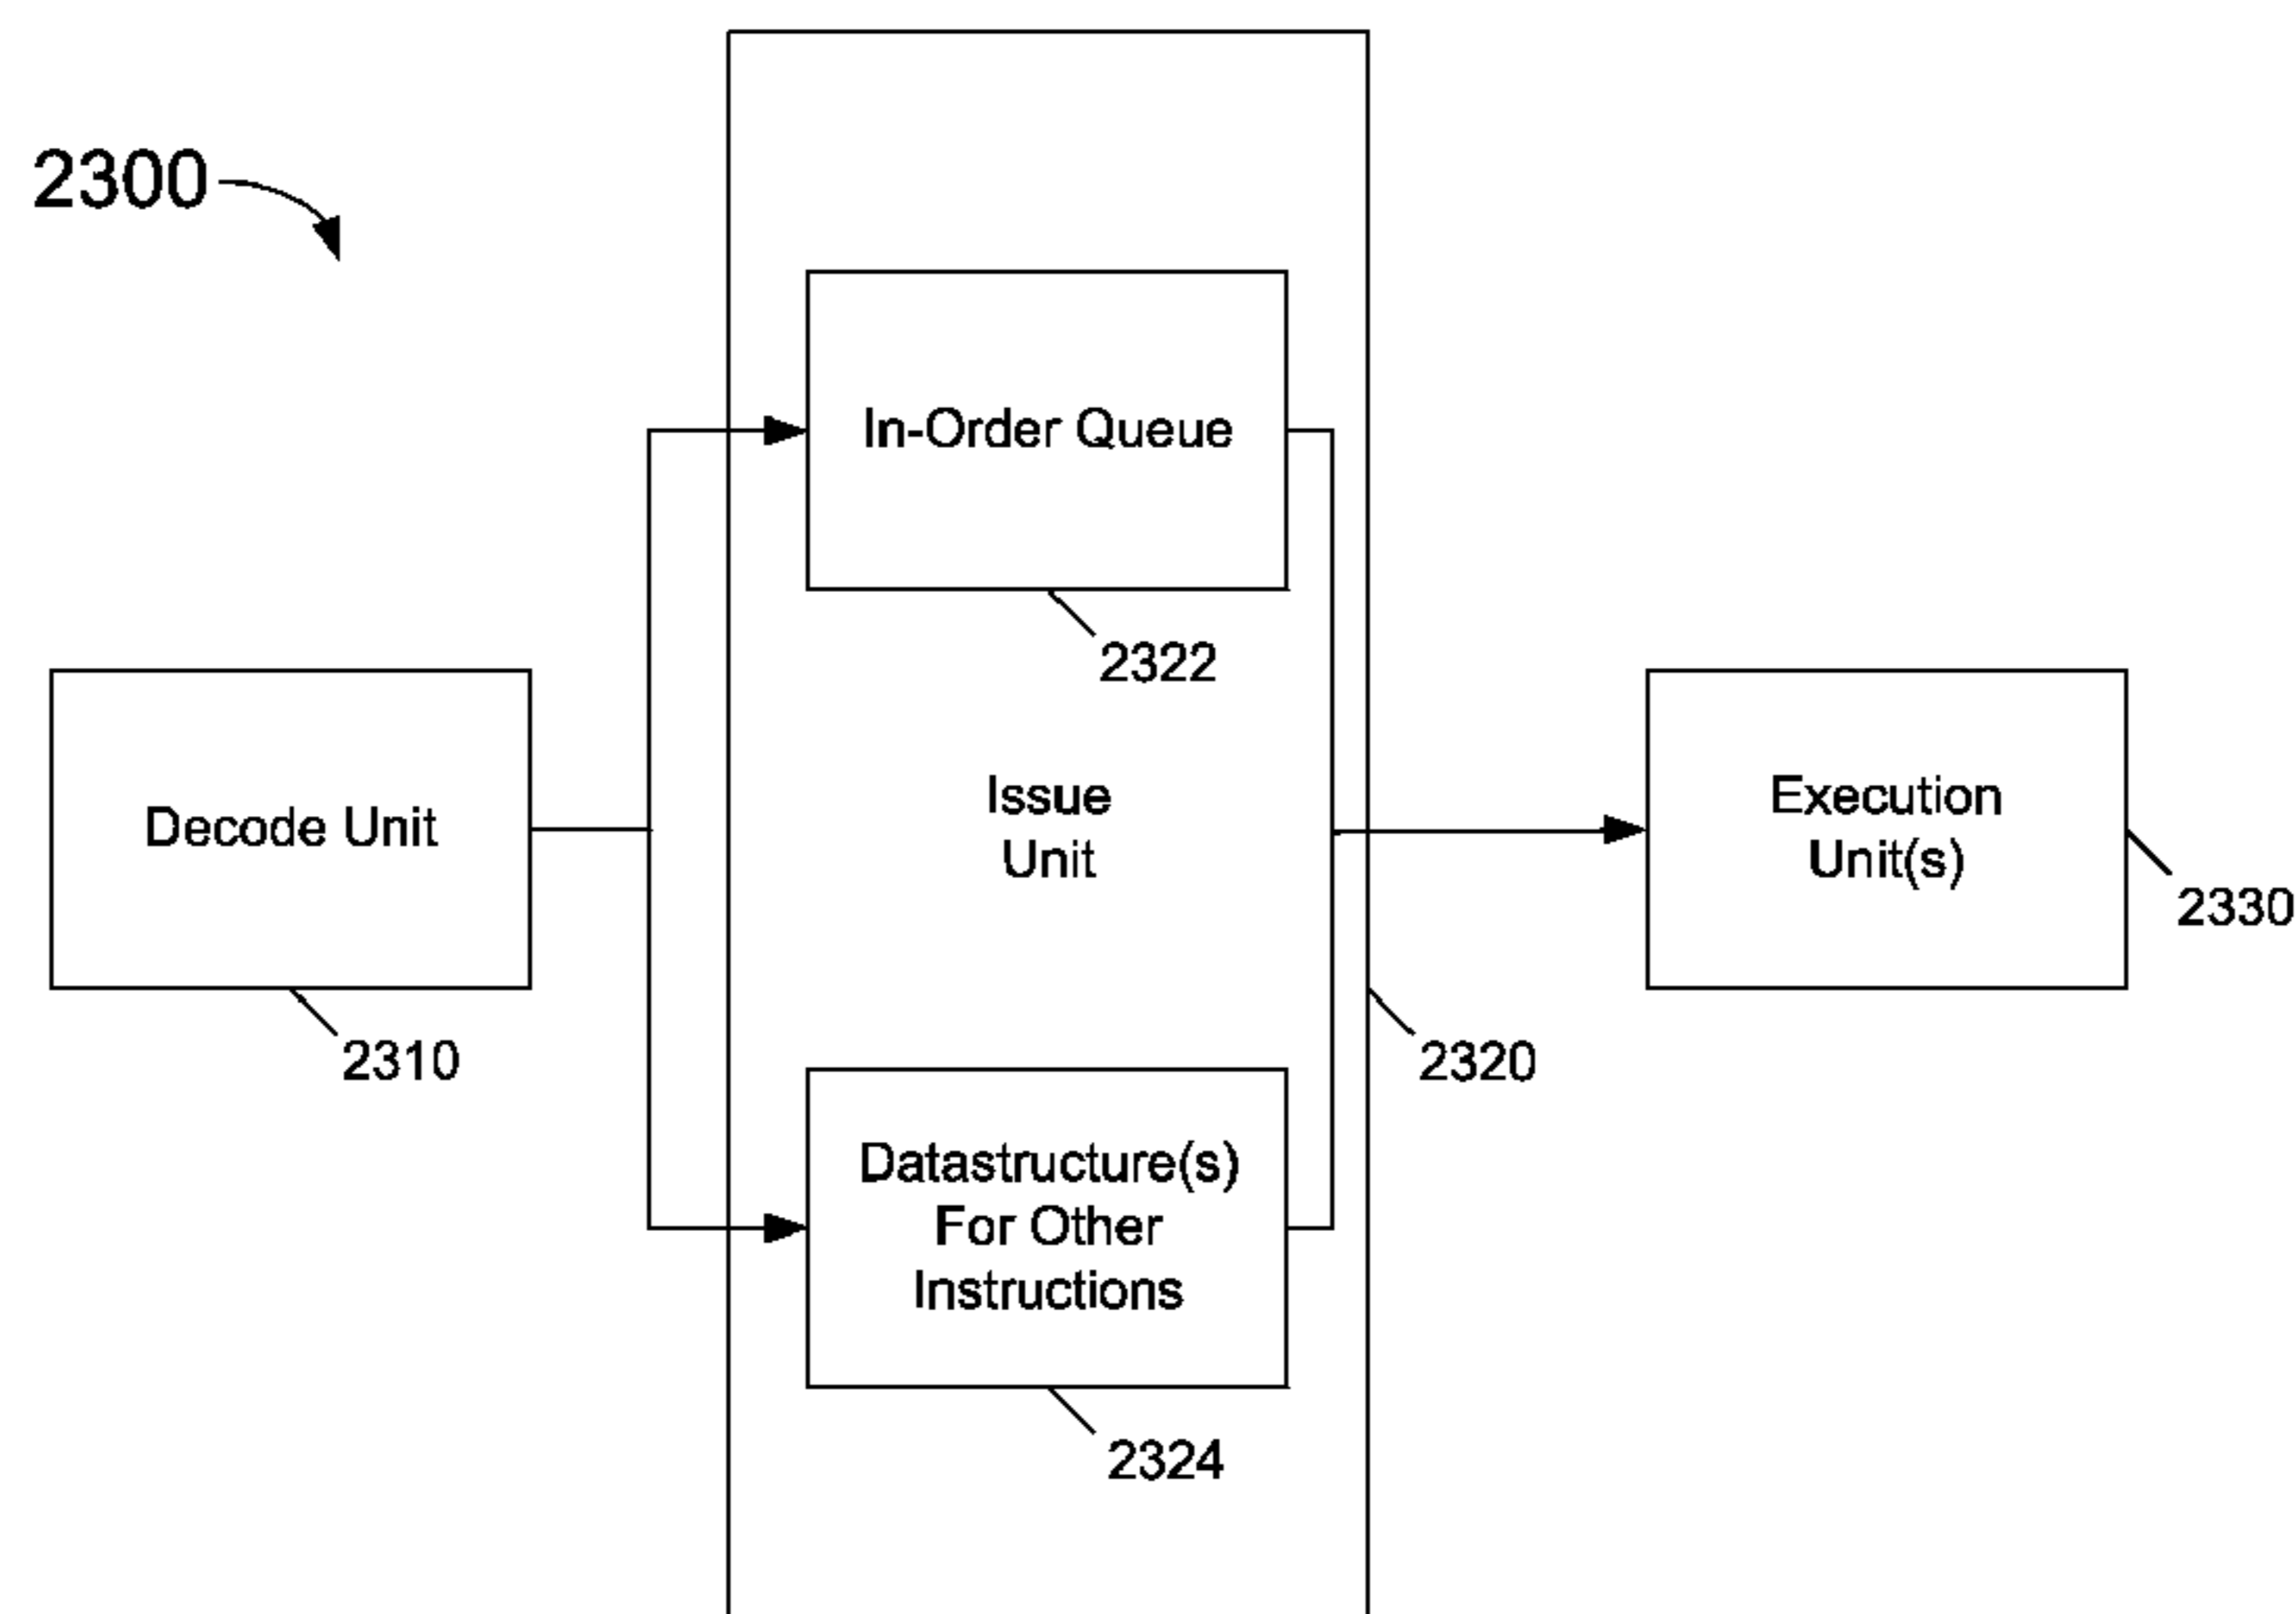 2300
In-Order Queue
2322
Decode Unit
2310
Issue
Unit
2320
Execution
Unit(s)
2330
Datastructure(s)
For Other
Instructions
2324